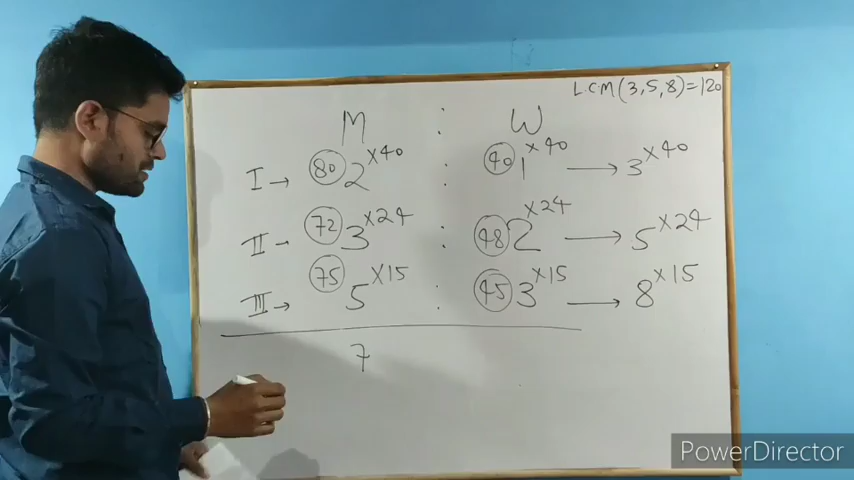 L.C.M(3,5,8)=120
M : W
I → (80) 2 ×40 : (40) 1 ×40 → 3 ×40
II - (72) 3 ×24 : (48) 2 ×24 → 5 ×24
III → (75) 5 ×15 : (45) 3 ×15 → 8 ×15
7
PowerDirector